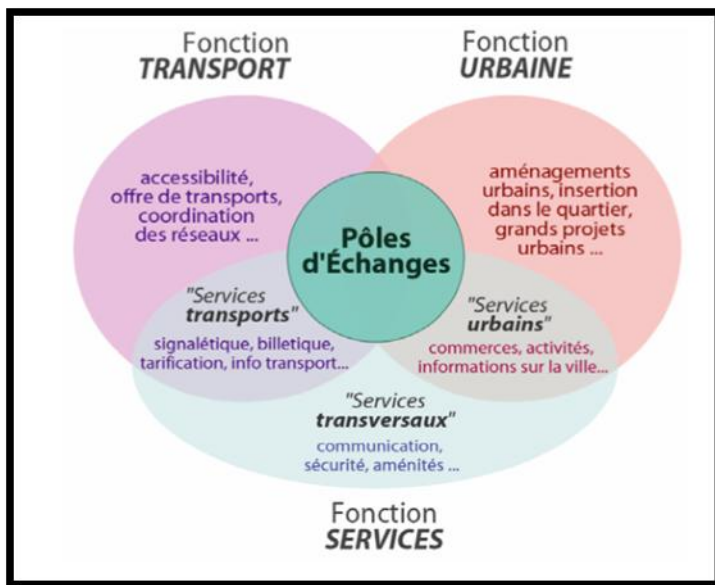 Fonction
TRANSPORT
Fonction
URBAINE
accessibilité,
offre de transports,
coordination
des réseaux ...
aménagements
urbains, insertion
dans le quartier,
grands projets
urbains ...
Pôles
d'Échanges
"Services
transports"
signalétique, billetique,
tarification, info transport...
"Services
urbains"
commerces, activités,
informations sur la ville...
"Services
transversaux"
communication,
sécurité, aménités ...
Fonction
SERVICES